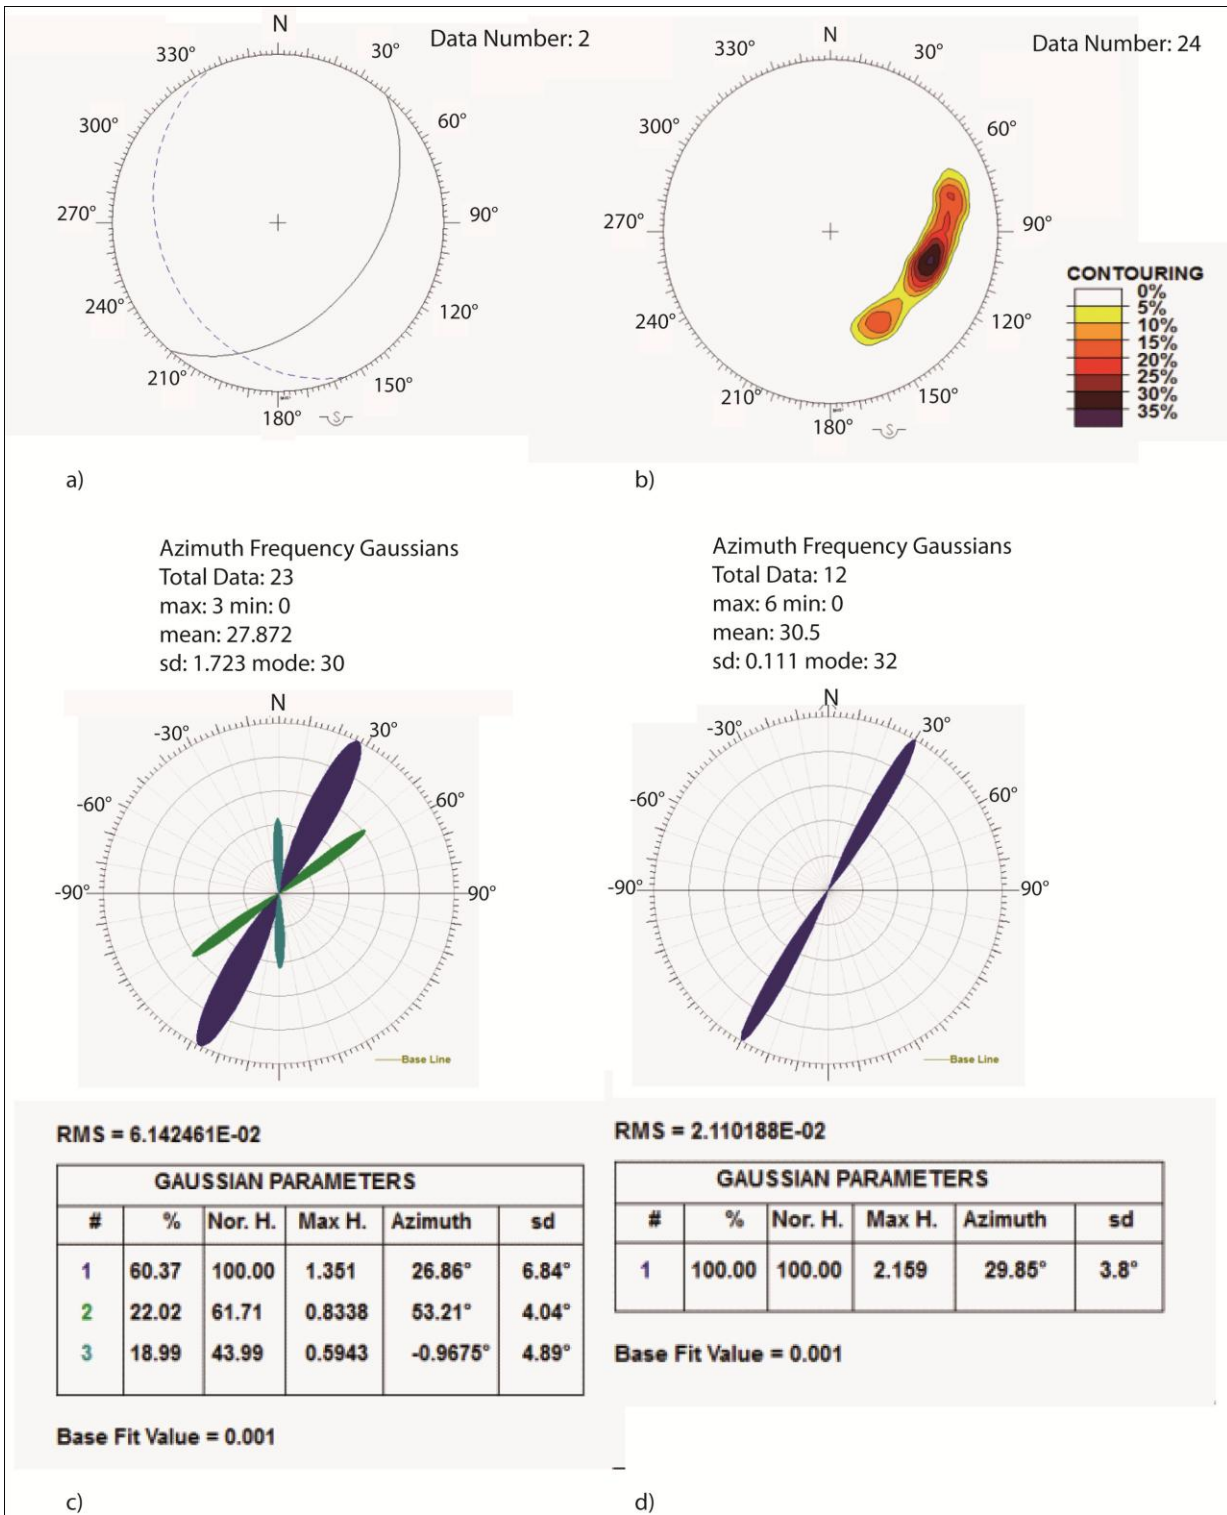 N
330° 30° Data Number: 2
300° 60°
270° 90°
240° 120°
210° 150°
180° S
a)
N
330° 30° Data Number: 24
300° 60°
270° 90°
240° 120°
210° 150°
180° S
CONTOURING
0%
5%
10%
15%
20%
25%
30%
35%
b)
Azimuth Frequency Gaussians
Total Data: 23
max: 3 min: 0
mean: 27.872
sd: 1.723 mode: 30
N
-30° 30°
-60° 60°
-90° 90°
Base Line
RMS = 6.142461E-02
GAUSSIAN PARAMETERS
# % Nor. H. Max H. Azimuth sd
1 60.37 100.00 1.351 26.86° 6.84°
2 22.02 61.71 0.8338 53.21° 4.04°
3 18.99 43.99 0.5943 -0.9675° 4.89°
Base Fit Value = 0.001
c)
Azimuth Frequency Gaussians
Total Data: 12
max: 6 min: 0
mean: 30.5
sd: 0.111 mode: 32
N
-30° 30°
-60° 60°
-90° 90°
Base Line
RMS = 2.110188E-02
GAUSSIAN PARAMETERS
# % Nor. H. Max H. Azimuth sd
1 100.00 100.00 2.159 29.85° 3.8°
Base Fit Value = 0.001
d)